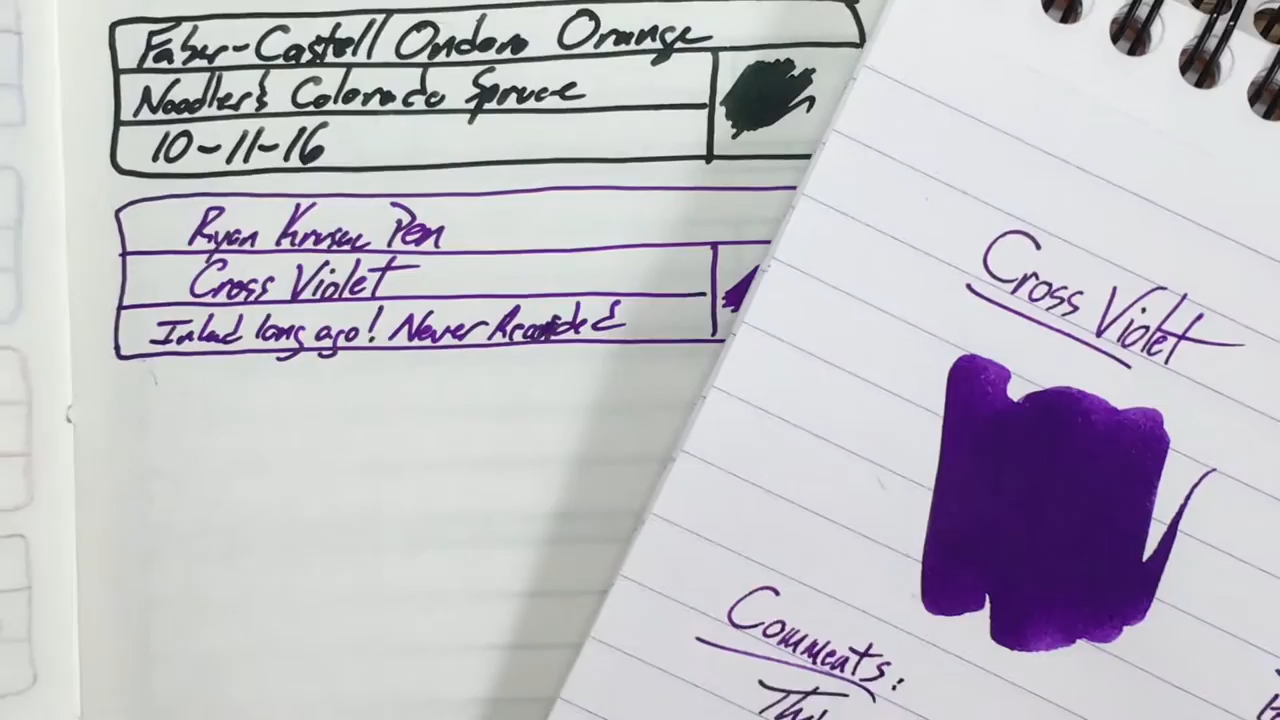 Faber-Castell Ondoro Orange
Noodler's Colorado Spruce
10-11-16
Ryan Krusac Pen
Cross Violet
Inked long ago! Never Recorded
Cross Violet
Comments: